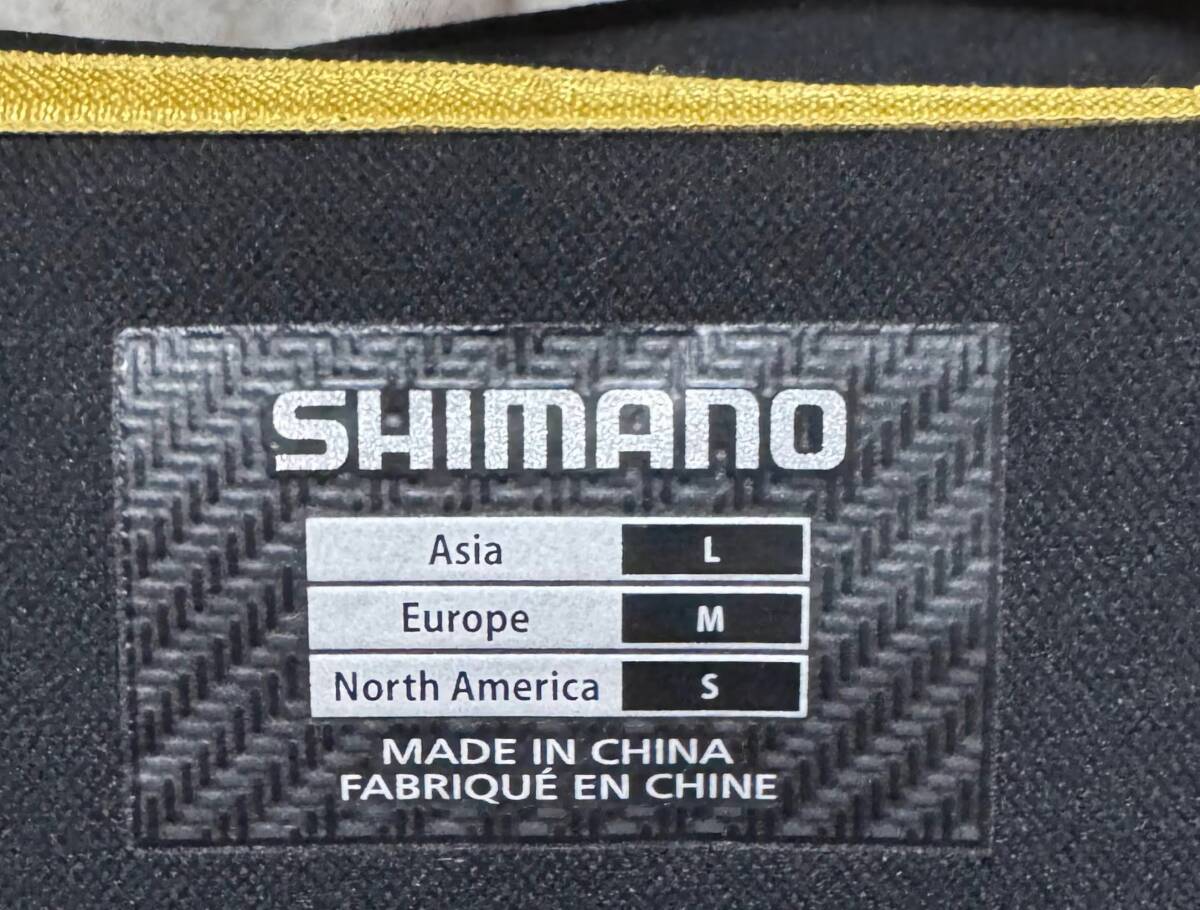 SHIMANO
Asia L
Europe M
North America S
MADE IN CHINA
FABRIQUÉ EN CHINE